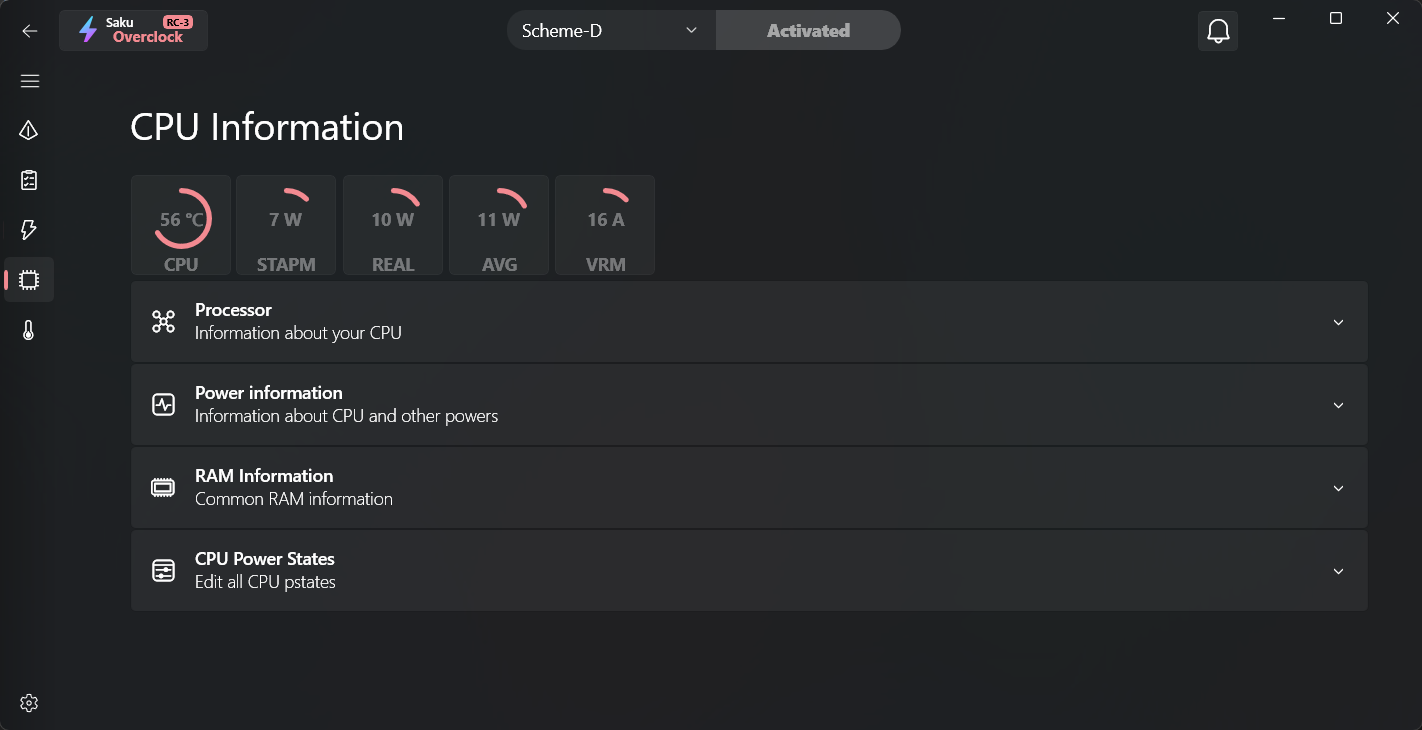 Saku RC-3
Overclock
Scheme-D
Activated
CPU Information
56 °C
CPU
7 W
STAPM
10 W
REAL
11 W
AVG
16 A
VRM
Processor
Information about your CPU
Power information
Information about CPU and other powers
RAM Information
Common RAM information
CPU Power States
Edit all CPU pstates